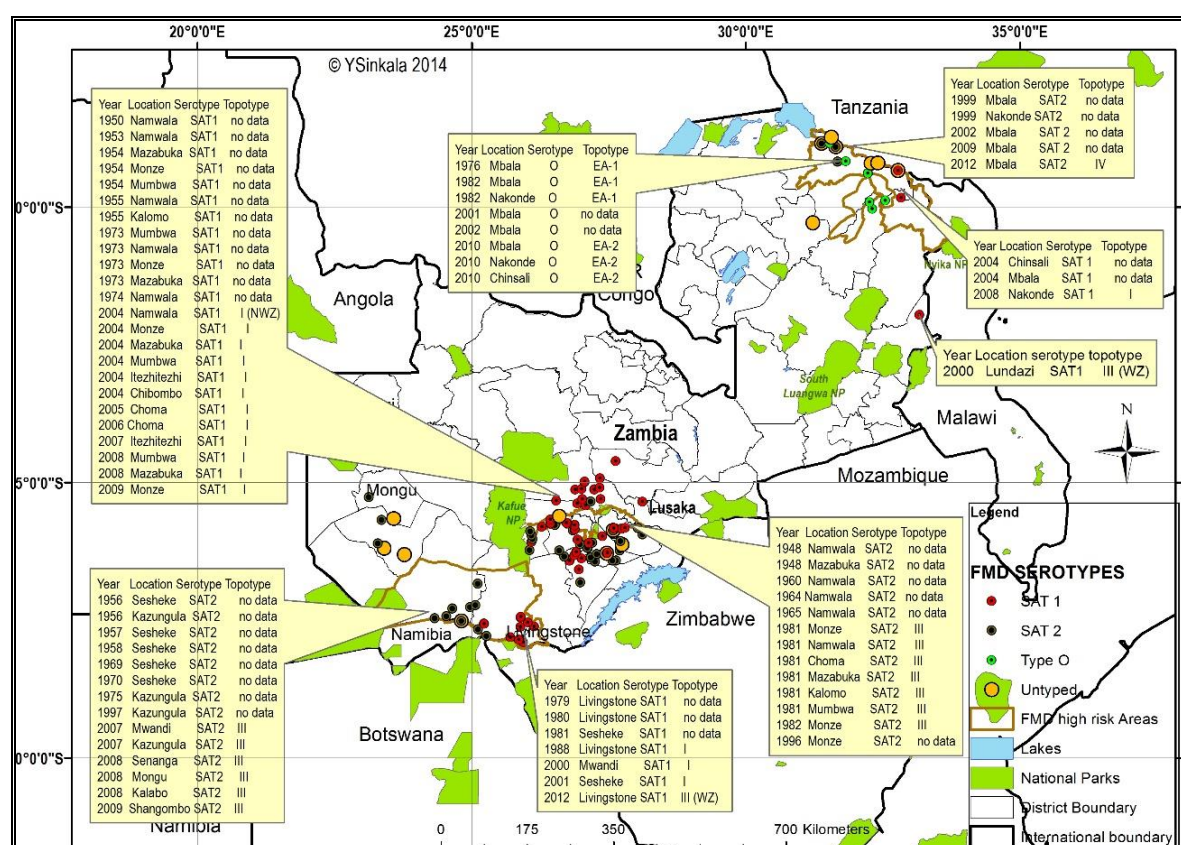 20°0'0"E 25°0'0"E 30°0'0"E 35°0'0"E
© YSinkala 2014
Year Location Serotype Topotype
1950 Namwala SAT1 no data
1953 Namwala SAT1 no data
1954 Mazabuka SAT1 no data
1954 Monze SAT1 no data
1954 Mumbwa SAT1 no data
1955 Namwala SAT1 no data
1955 Kalomo SAT1 no data
1973 Mumbwa SAT1 no data
1973 Namwala SAT1 no data
1973 Monze SAT1 no data
1973 Mazabuka SAT1 no data
1974 Namwala SAT1 no data
2004 Namwala SAT1 I (NWZ)
2004 Monze SAT1 I
2004 Mazabuka SAT1 I
2004 Mumbwa SAT1 I
2004 Itezhitezhi SAT1 I
2004 Chibombo SAT1 I
2005 Choma SAT1 I
2006 Choma SAT1 I
2007 Itezhitezhi SAT1 I
2008 Mumbwa SAT1 I
2008 Mazabuka SAT1 I
2009 Monze SAT1 I
Year Location Serotype Topotype
1976 Mbala O EA-1
1982 Mbala O EA-1
1982 Nakonde O EA-1
2001 Mbala O no data
2002 Mbala O no data
2010 Mbala O EA-2
2010 Nakonde O EA-2
2010 Chinsali O EA-2
Tanzania
Year Location Serotype Topotype
1999 Mbala SAT2 no data
1999 Nakonde SAT2 no data
2002 Mbala SAT 2 no data
2009 Mbala SAT 2 no data
2012 Mbala SAT2 IV
0°0'0"S
Year Location Serotype Topotype
2004 Chinsali SAT 1 no data
2004 Mbala SAT 1 no data
2008 Nakonde SAT 1 I
Nyika NP
Angola
Congo
Year Location serotype topotype
2000 Lundazi SAT1 III (WZ)
South
Luangwa NP
Malawi
N
Zambia
Mozambique
5°0'0"S
Mongu
Kafue
NP
Lusaka
Year Location Serotype Topotype
1948 Namwala SAT2 no data
1948 Mazabuka SAT2 no data
1960 Namwala SAT2 no data
1964 Namwala SAT2 no data
1965 Namwala SAT2 no data
1981 Monze SAT2 III
1981 Namwala SAT2 III
1981 Choma SAT2 III
1981 Mazabuka SAT2 III
1981 Kalomo SAT2 III
1981 Mumbwa SAT2 III
1982 Monze SAT2 III
1996 Monze SAT2 no data
Year Location Serotype Topotype
1956 Sesheke SAT2 no data
1956 Kazungula SAT2 no data
1957 Sesheke SAT2 no data
1958 Sesheke SAT2 no data
1969 Sesheke SAT2 no data
1970 Sesheke SAT2 no data
1975 Kazungula SAT2 no data
1997 Kazungula SAT2 no data
2007 Mwandi SAT2 III
2007 Kazungula SAT2 III
2008 Senanga SAT2 III
2008 Mongu SAT2 III
2008 Kalabo SAT2 III
2009 Shangombo SAT2 III
Namibia
Livingstone
Zimbabwe
Year Location Serotype Topotype
1979 Livingstone SAT1 no data
1980 Livingstone SAT1 no data
1981 Sesheke SAT1 no data
1988 Livingstone SAT1 I
2000 Mwandi SAT1 I
2001 Sesheke SAT1 I
2012 Livingstone SAT1 III (WZ)
Botswana
0°0'0"S
Namibia
Legend
FMD SEROTYPES
SAT 1
SAT 2
Type O
Untyped
FMD high risk Areas
Lakes
National Parks
District Boundary
International boundary
0 175 350 700 Kilometers